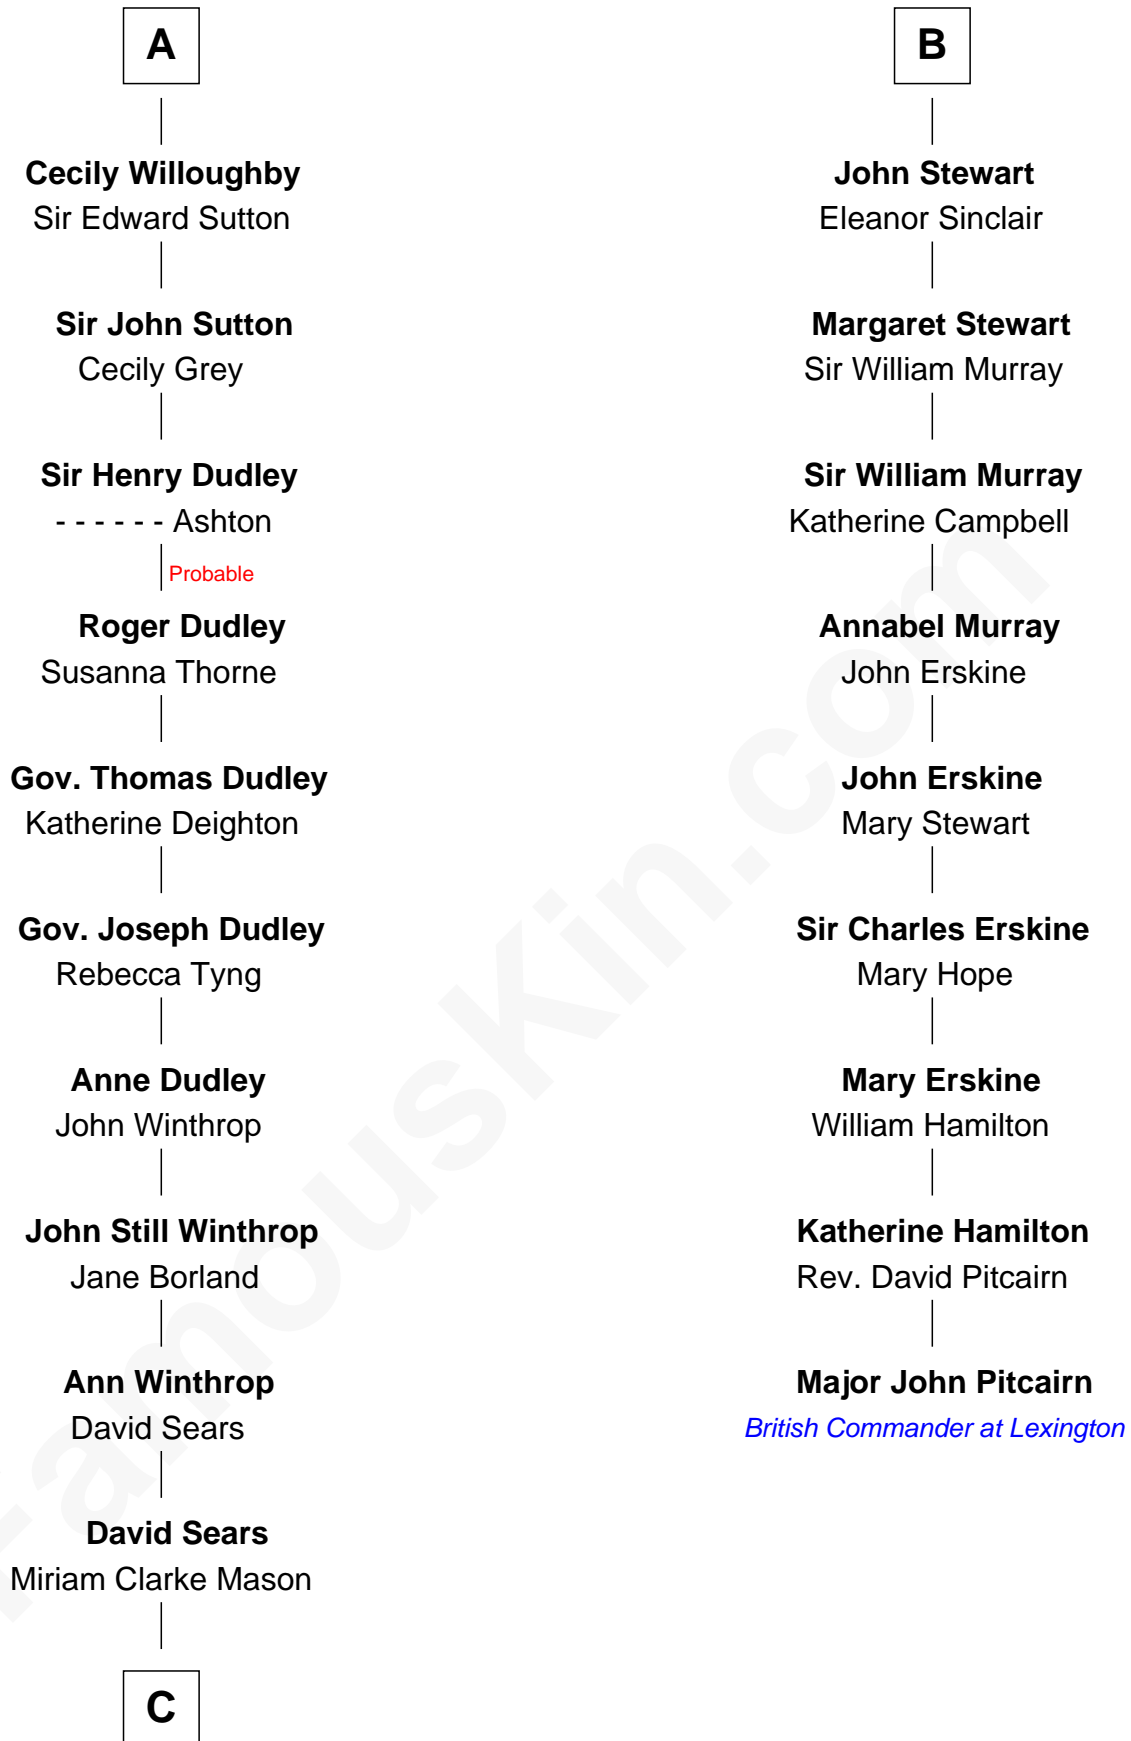 A
Cecily Willoughby
Sir Edward Sutton
Sir John Sutton
Cecily Grey
Sir Henry Dudley
- - - - - - Ashton
Probable
Roger Dudley
Susanna Thorne
Gov. Thomas Dudley
Katherine Deighton
Gov. Joseph Dudley
Rebecca Tyng
Anne Dudley
John Winthrop
John Still Winthrop
Jane Borland
Ann Winthrop
David Sears
David Sears
Miriam Clarke Mason
C
B
John Stewart
Eleanor Sinclair
Margaret Stewart
Sir William Murray
Sir William Murray
Katherine Campbell
Annabel Murray
John Erskine
John Erskine
Mary Stewart
Sir Charles Erskine
Mary Hope
Mary Erskine
William Hamilton
Katherine Hamilton
Rev. David Pitcairn
Major John Pitcairn
British Commander at Lexington
FamousKin.com